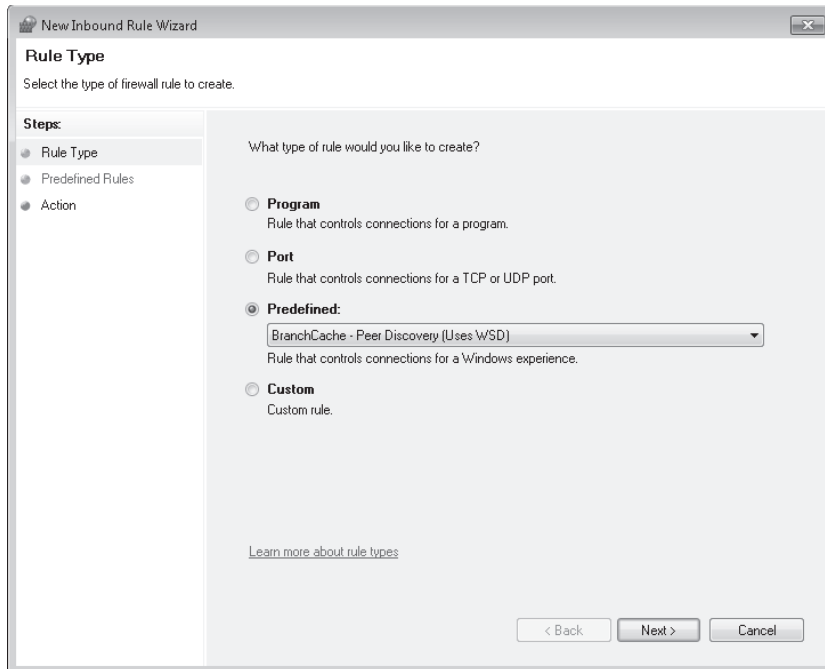 New Inbound Rule Wizard
Rule Type
Select the type of firewall rule to create.
Steps:
Rule Type
Predefined Rules
Action
What type of rule would you like to create?
Program
Rule that controls connections for a program.
Port
Rule that controls connections for a TCP or UDP port.
Predefined:
BranchCache - Peer Discovery (Uses WSD)
Rule that controls connections for a Windows experience.
Custom
Custom rule.
Learn more about rule types
< Back
Next >
Cancel